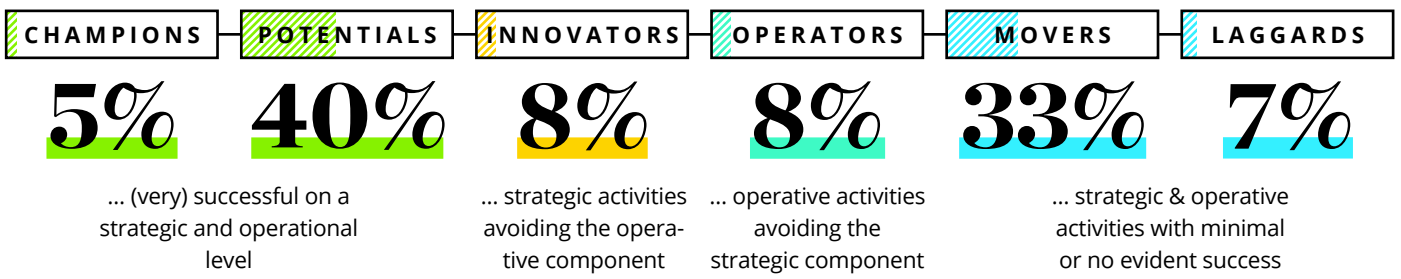 CHAMPIONS
POTENTIALS
INNOVATORS
OPERATORS
MOVERS
LAGGARDS
5%
40%
8%
8%
33%
7%
... (very) successful on a
strategic and operational
level
... strategic activities
avoiding the opera-
tive component
... operative activities
avoiding the
strategic component
... strategic & operative
activities with minimal
or no evident success